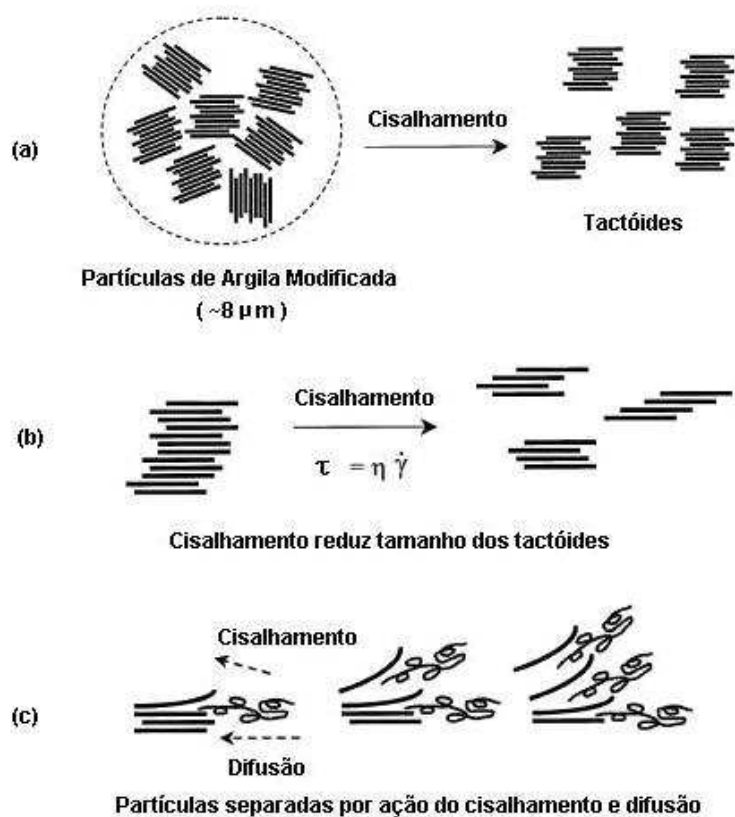 (a)
Cisalhamento
Tactóides
Partículas de Argila Modificada
( ~8 µm )
(b)
Cisalhamento
τ = η γ̇
Cisalhamento reduz tamanho dos tactóides
(c)
Cisalhamento
Difusão
Partículas separadas por ação do cisalhamento e difusão